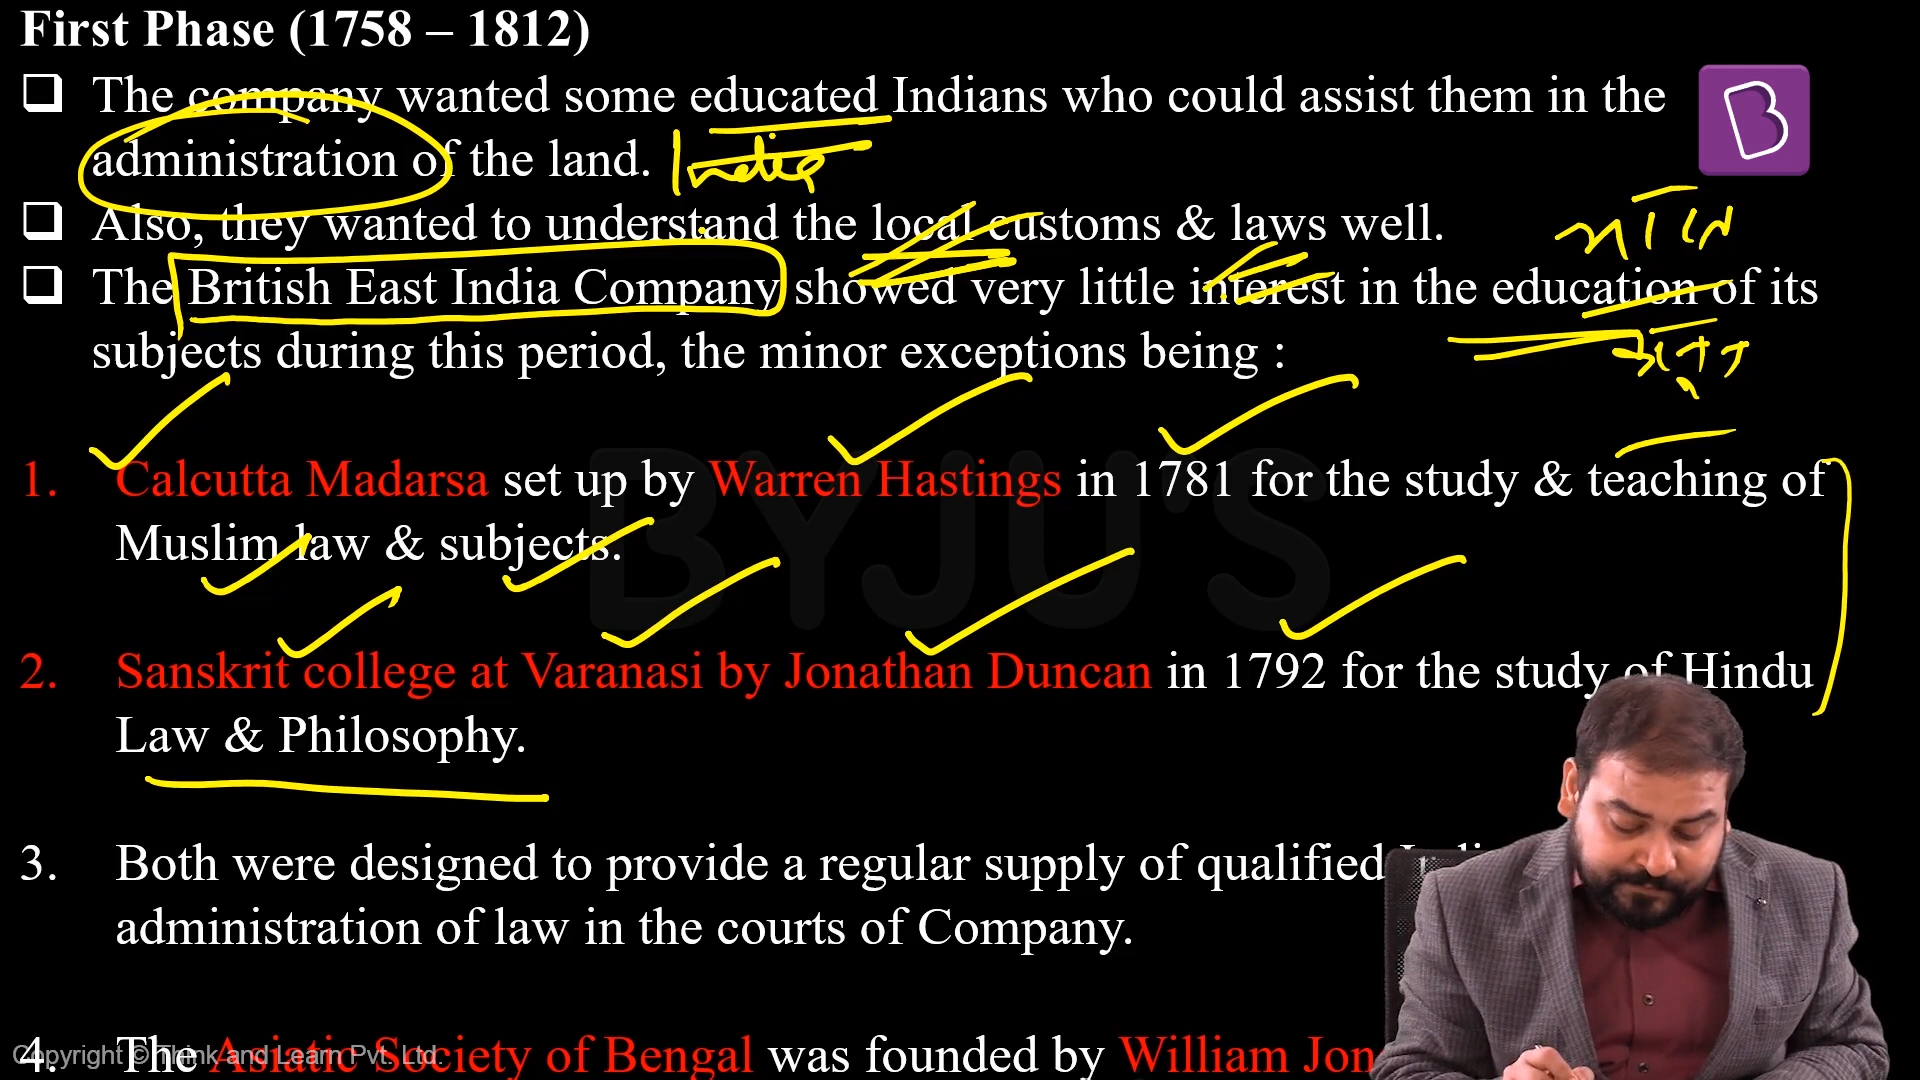 First Phase (1758 – 1812)
❑ The company wanted some educated Indians who could assist them in the
administration of the land. India
❑ Also, they wanted to understand the local customs & laws well.
❑ The British East India Company showed very little interest in the education of its
subjects during this period, the minor exceptions being :
1. Calcutta Madarsa set up by Warren Hastings in 1781 for the study & teaching of
Muslim law & subjects.
2. Sanskrit college at Varanasi by Jonathan Duncan in 1792 for the study of Hindu
Law & Philosophy.
3. Both were designed to provide a regular supply of qualified
administration of law in the courts of Company.
4. The Asiatic Society of Bengal was founded by William Jon
BYJU'S
Copyright © Think and Learn Pvt. Ltd.